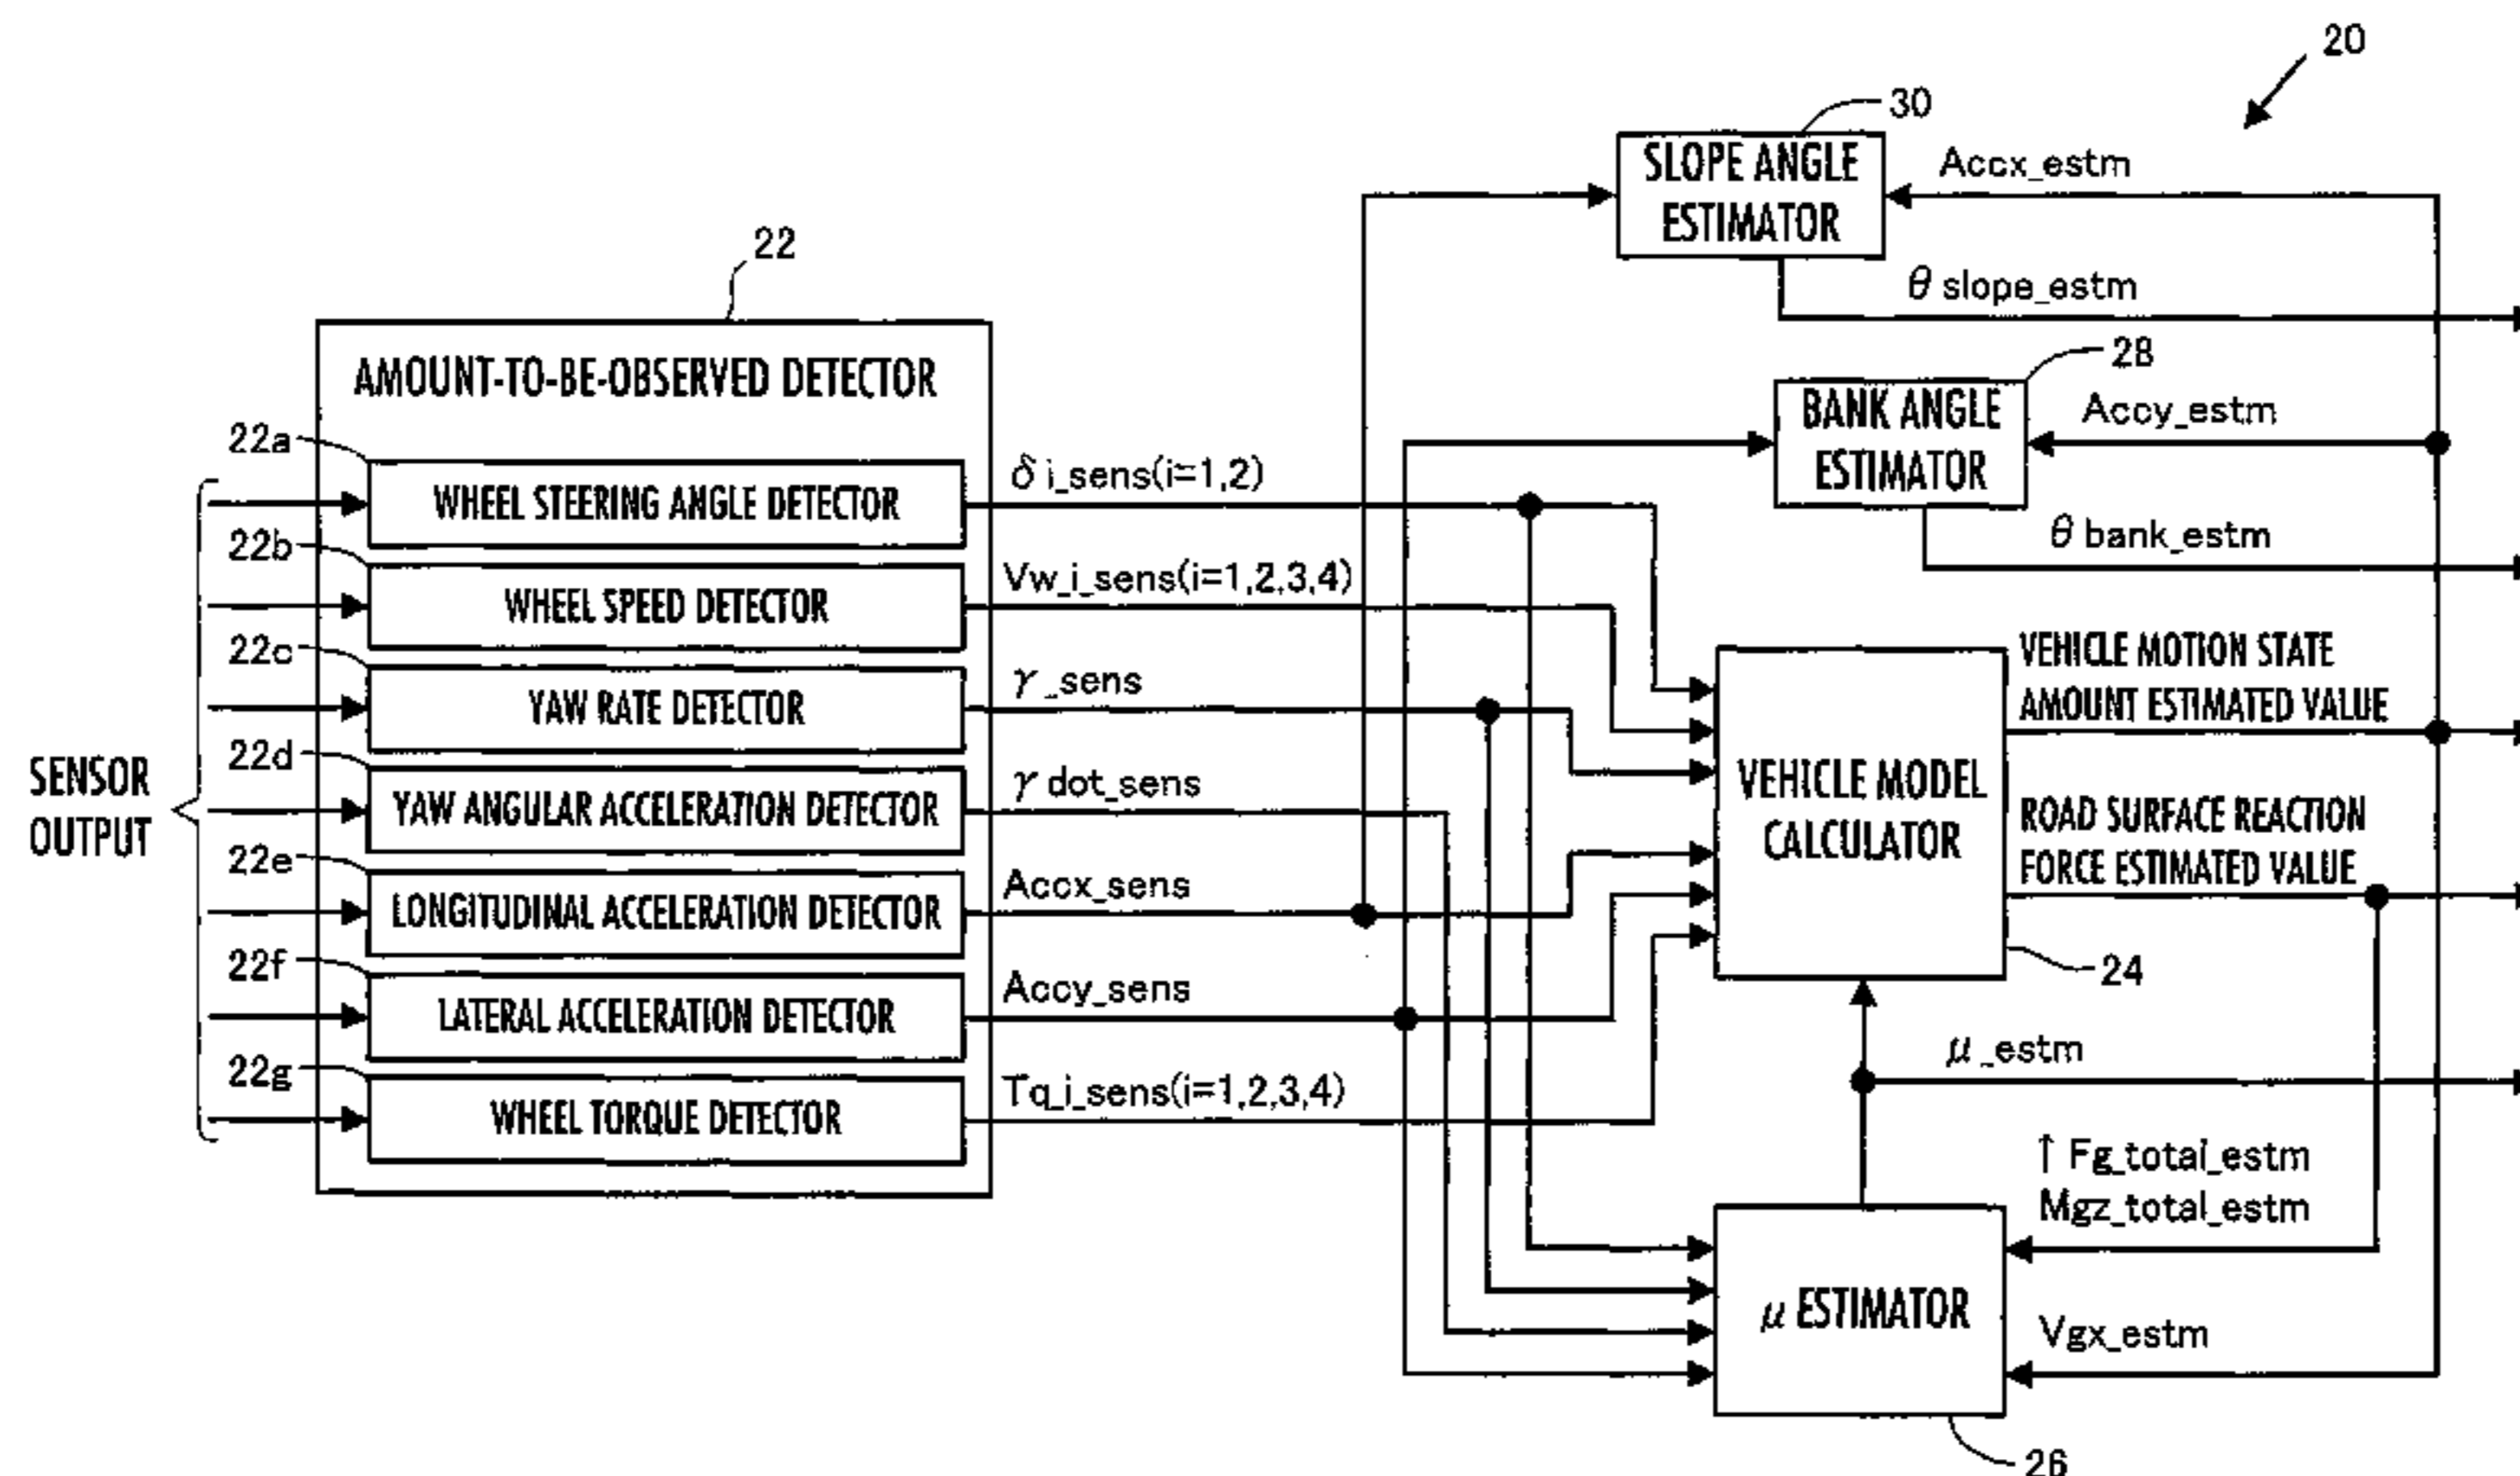 20
30
SLOPE ANGLE
ESTIMATOR
Accx_estm
θ slope_estm
22
AMOUNT-TO-BE-OBSERVED DETECTOR
28
BANK ANGLE
ESTIMATOR
Accy_estm
θ bank_estm
22a
WHEEL STEERING ANGLE DETECTOR
δ i_sens(i=1,2)
22b
WHEEL SPEED DETECTOR
Vw_i_sens(i=1,2,3,4)
22c
YAW RATE DETECTOR
γ_sens
22d
YAW ANGULAR ACCELERATION DETECTOR
γ dot_sens
22e
LONGITUDINAL ACCELERATION DETECTOR
Accx_sens
22f
LATERAL ACCELERATION DETECTOR
Accy_sens
22g
WHEEL TORQUE DETECTOR
Tq_i_sens(i=1,2,3,4)
SENSOR
OUTPUT
VEHICLE MODEL
CALCULATOR
VEHICLE MOTION STATE
AMOUNT ESTIMATED VALUE
ROAD SURFACE REACTION
FORCE ESTIMATED VALUE
24
μ_estm
↑ Fg_total_estm
Mgz_total_estm
μ ESTIMATOR
Vgx_estm
26